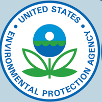 UNITED STATES
ENVIRONMENTAL PROTECTION AGENCY